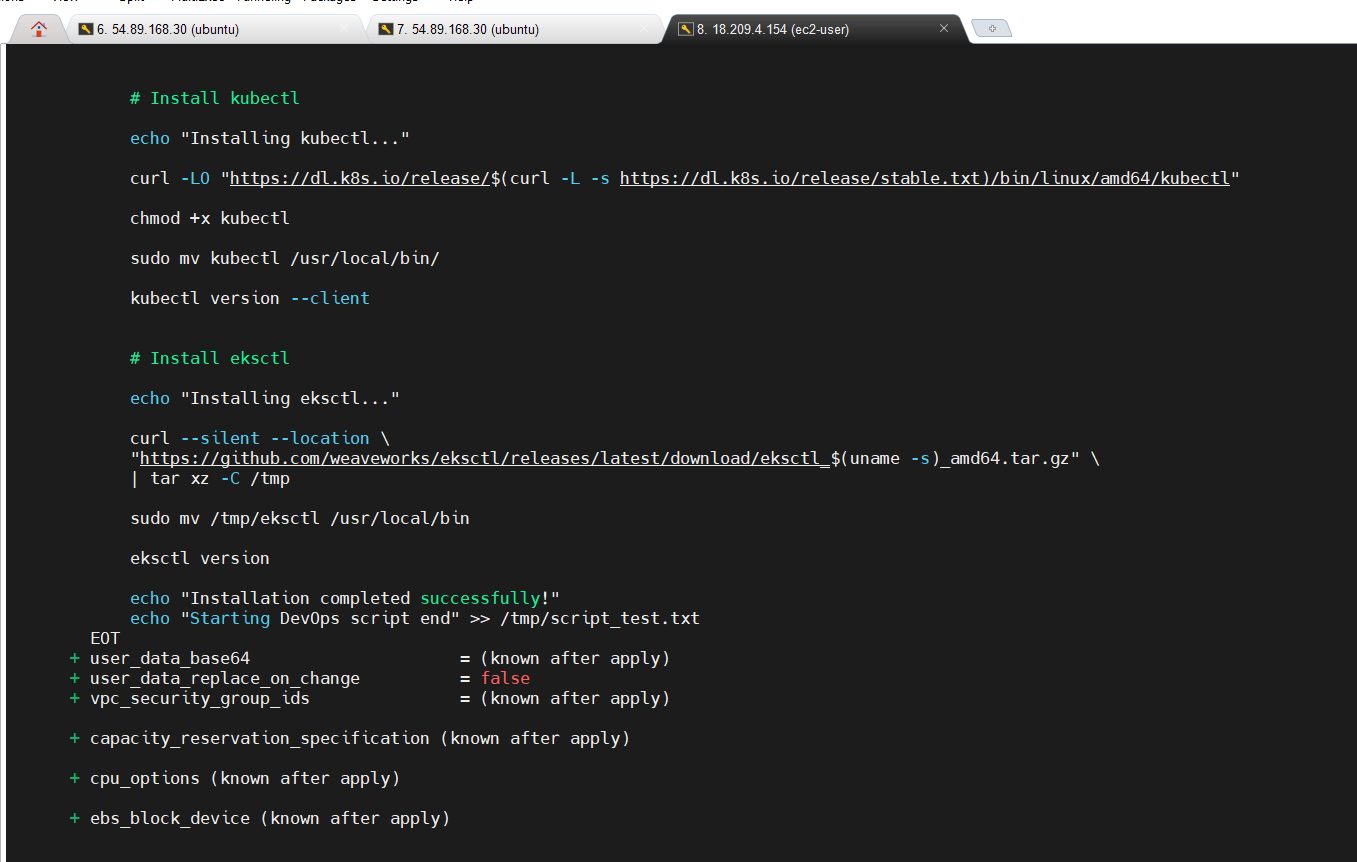 6. 54.89.168.30 (ubuntu)
7. 54.89.168.30 (ubuntu)
8. 18.209.4.154 (ec2-user)
# Install kubectl
echo "Installing kubectl..."
curl -LO "https://dl.k8s.io/release/$(curl -L -s https://dl.k8s.io/release/stable.txt)/bin/linux/amd64/kubectl"
chmod +x kubectl
sudo mv kubectl /usr/local/bin/
kubectl version --client
# Install eksctl
echo "Installing eksctl..."
curl --silent --location \
"https://github.com/weaveworks/eksctl/releases/latest/download/eksctl_$(uname -s)_amd64.tar.gz" \
| tar xz -C /tmp
sudo mv /tmp/eksctl /usr/local/bin
eksctl version
echo "Installation completed successfully!"
echo "Starting DevOps script end" >> /tmp/script_test.txt
EOT
+ user_data_base64 = (known after apply)
+ user_data_replace_on_change = false
+ vpc_security_group_ids = (known after apply)
+ capacity_reservation_specification (known after apply)
+ cpu_options (known after apply)
+ ebs_block_device (known after apply)